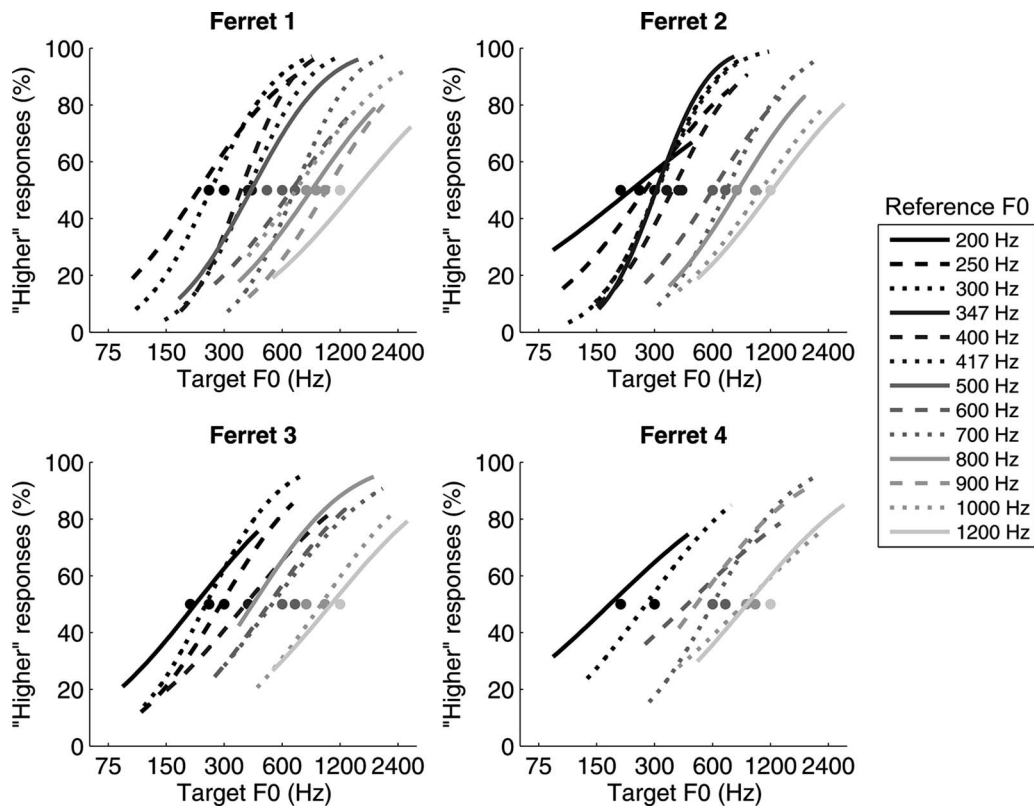 Ferret 1
100
80
60
40
20
0
"Higher" responses (%)
75 150 300 600 1200 2400
Target F0 (Hz)
Ferret 2
100
80
60
40
20
0
"Higher" responses (%)
75 150 300 600 1200 2400
Target F0 (Hz)
Ferret 3
100
80
60
40
20
0
"Higher" responses (%)
75 150 300 600 1200 2400
Target F0 (Hz)
Ferret 4
100
80
60
40
20
0
"Higher" responses (%)
75 150 300 600 1200 2400
Target F0 (Hz)
Reference F0
200 Hz
250 Hz
300 Hz
347 Hz
400 Hz
417 Hz
500 Hz
600 Hz
700 Hz
800 Hz
900 Hz
1000 Hz
1200 Hz